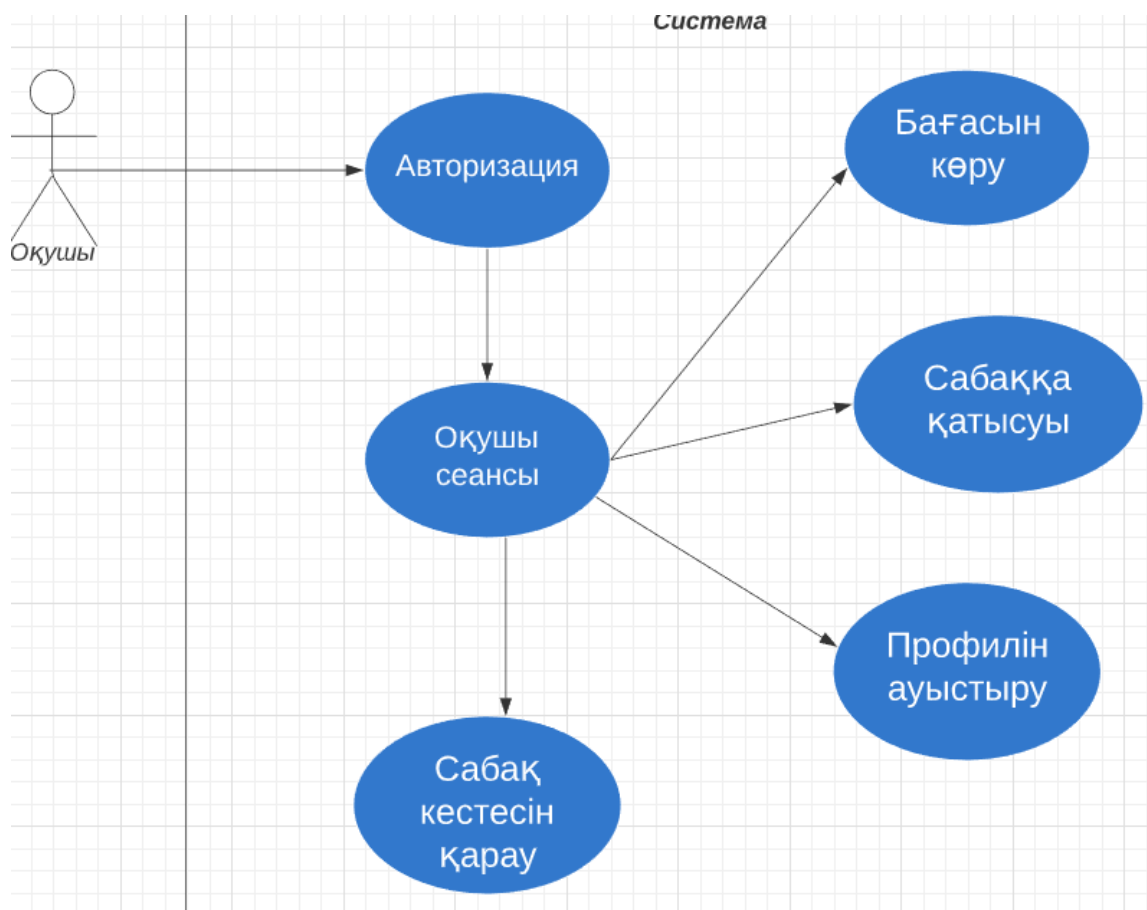 Система
Оқушы
Авторизация
Бағасын
көру
Сабаққа
қатысуы
Оқушы
сеансы
Профилін
ауыстыру
Сабақ
кестесін
қарау